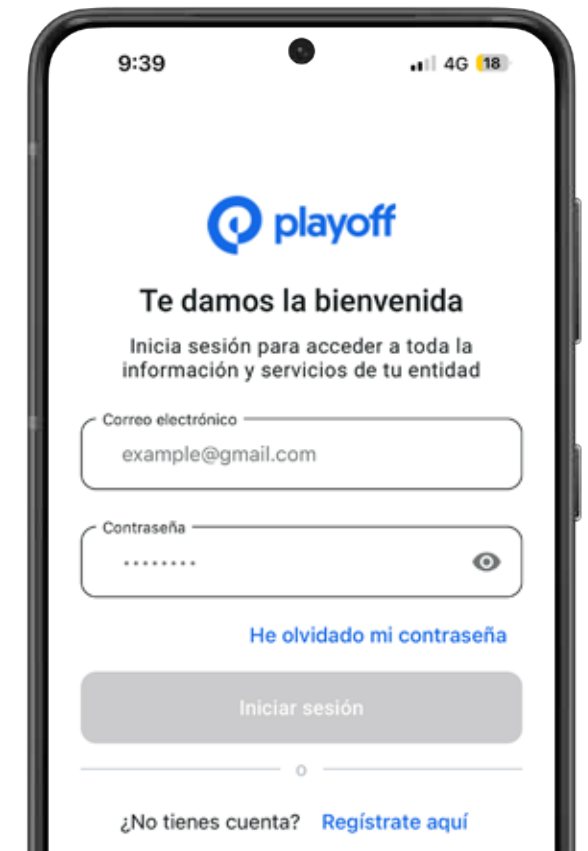 9:39
4G 18
playoff
Te damos la bienvenida
Inicia sesión para acceder a toda la
información y servicios de tu entidad
Correo electrónico
example@gmail.com
Contraseña
He olvidado mi contraseña
Iniciar sesión
o
¿No tienes cuenta? Regístrate aquí